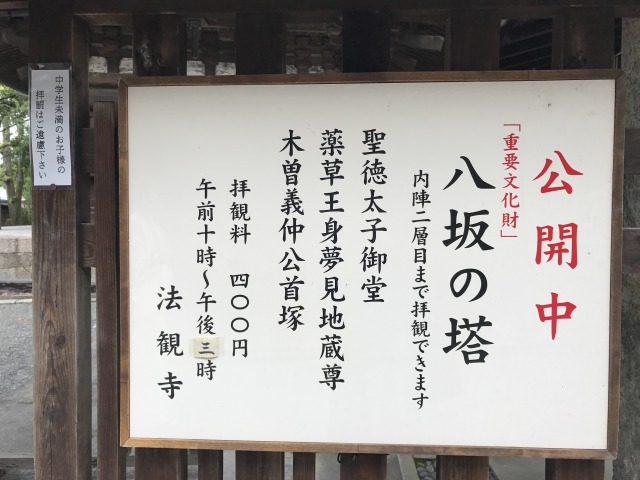 公開中
「重要文化財」
八坂の塔
内陣二層目まで拝観できます
聖徳太子御堂
薬草王身夢見地蔵尊
木曽義仲公首塚
拝観料 四〇〇円
午前十時～午後三時
法観寺
中学生未満のお子様の
拝観はご遠慮下さい